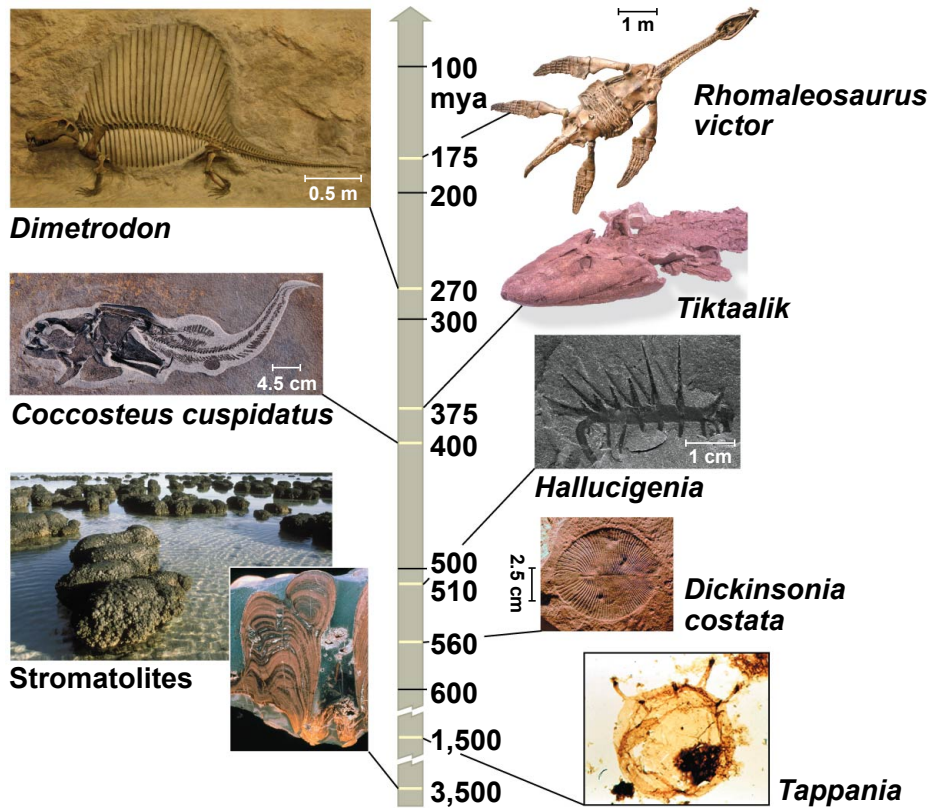 1 m
100
mya
Rhomaleosaurus
victor
175
0.5 m
200
Dimetrodon
270
Tiktaalik
300
4.5 cm
Coccosteus cuspidatus
375
400
1 cm
Hallucigenia
500
510
2.5 cm
Dickinsonia
costata
560
Stromatolites
600
1,500
3,500
Tappania